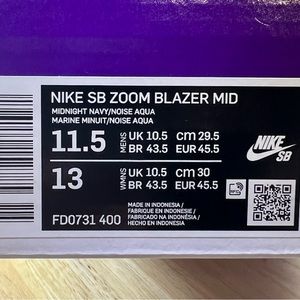 NIKE SB ZOOM BLAZER MID
MIDNIGHT NAVY/NOISE AQUA
MARINE MINUIT/NOISE AQUA
11.5 MENS UK 10.5 cm 29.5
BR 43.5 EUR 45.5
13 WMNS UK 10.5 cm 30
BR 43.5 EUR 45.5
NIKE SB
FD0731 400
MADE IN INDONESIA /
FABRIQUÉ EN INDONÉSIE /
FABRICADO NA INDONÉSIA /
HECHO EN INDONESIA